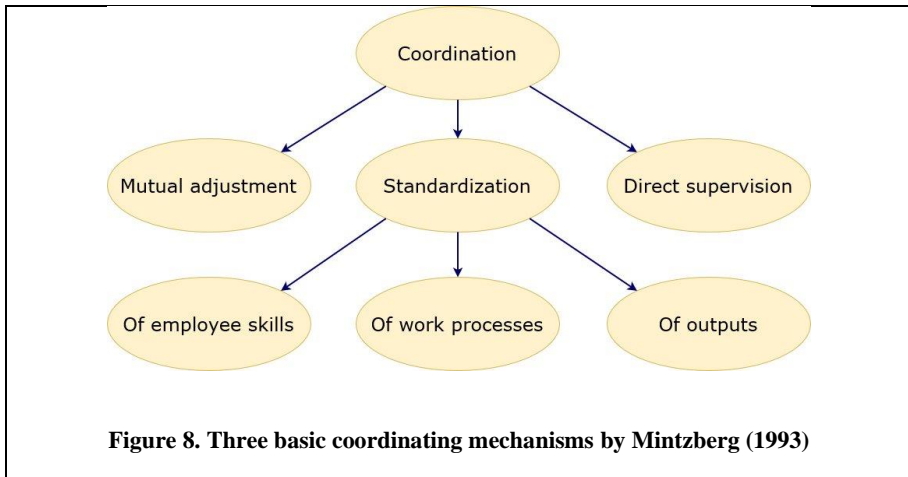 Coordination
Mutual adjustment
Standardization
Direct supervision
Of employee skills
Of work processes
Of outputs
Figure 8. Three basic coordinating mechanisms by Mintzberg (1993)